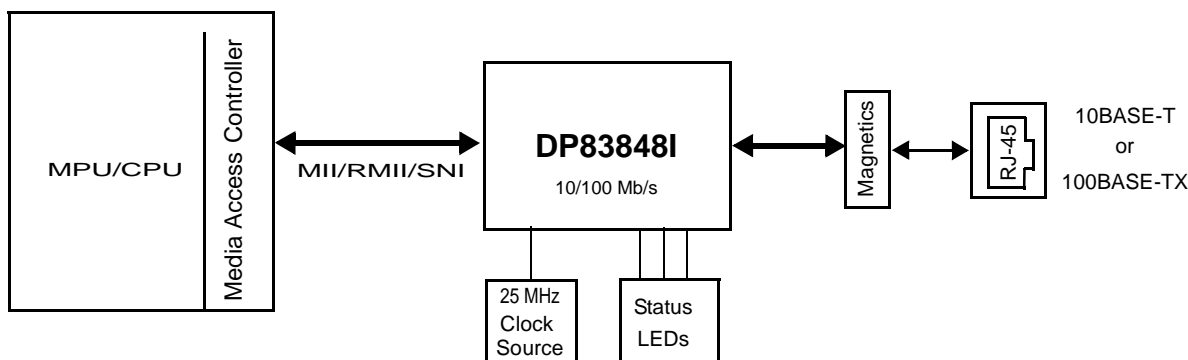 MPU/CPU
Media Access Controller
MII/RMII/SNI
DP83848I
10/100 Mb/s
25 MHz
Clock
Source
Status
LEDs
Magnetics
RJ-45
10BASE-T
or
100BASE-TX